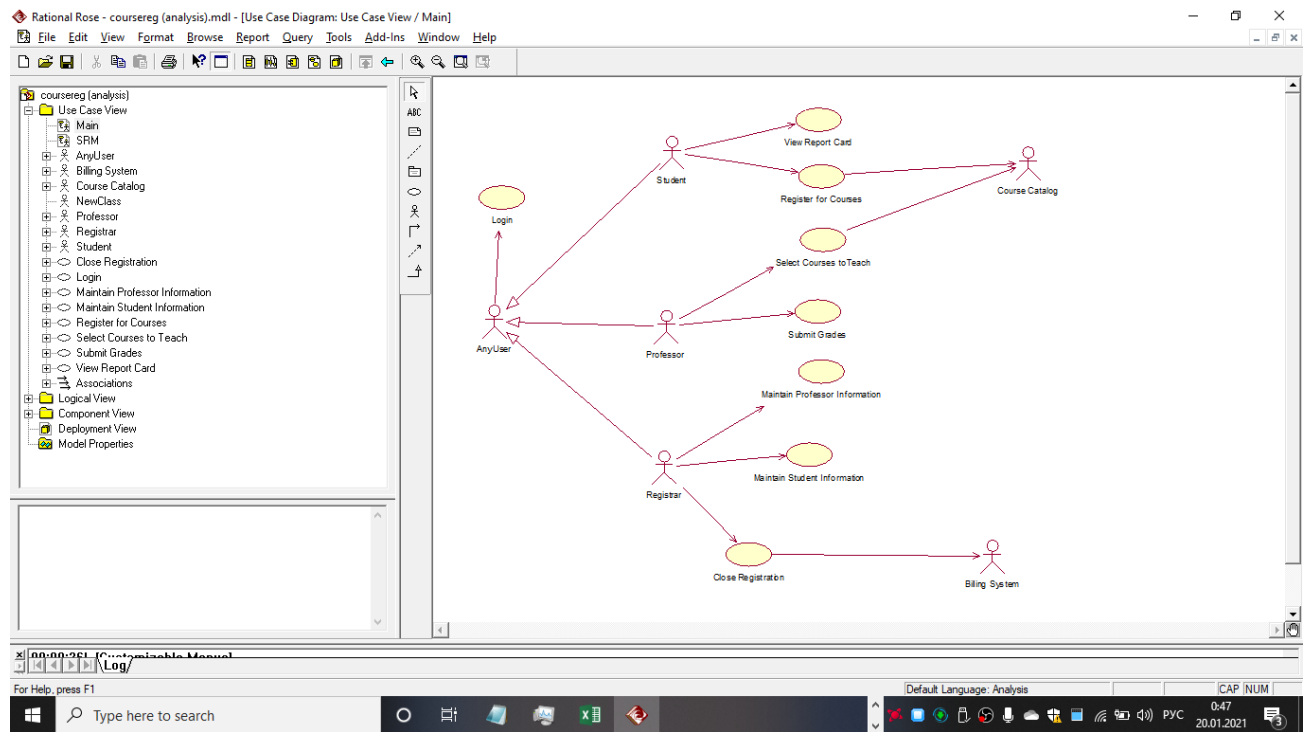 Rational Rose - coursereg (analysis).mdl - [Use Case Diagram: Use Case View / Main]
File Edit View Format Browse Report Query Tools Add-Ins Window Help
coursereg (analysis)
Use Case View
Main
SRM
AnyUser
Billing System
Course Catalog
NewClass
Professor
Registrar
Student
Close Registration
Login
Maintain Professor Information
Maintain Student Information
Register for Courses
Select Courses to Teach
Submit Grades
View Report Card
Associations
Logical View
Component View
Deployment View
Model Properties
ABC
View Report Card
Student
Register for Courses
Course Catalog
Login
Select Courses to Teach
Submit Grades
AnyUser
Professor
Maintain Professor Information
Maintain Student Information
Registrar
Close Registration
Billing System
Log
For Help, press F1
Default Language: Analysis
CAP NUM
Type here to search
РУС
0:47
20.01.2021
3